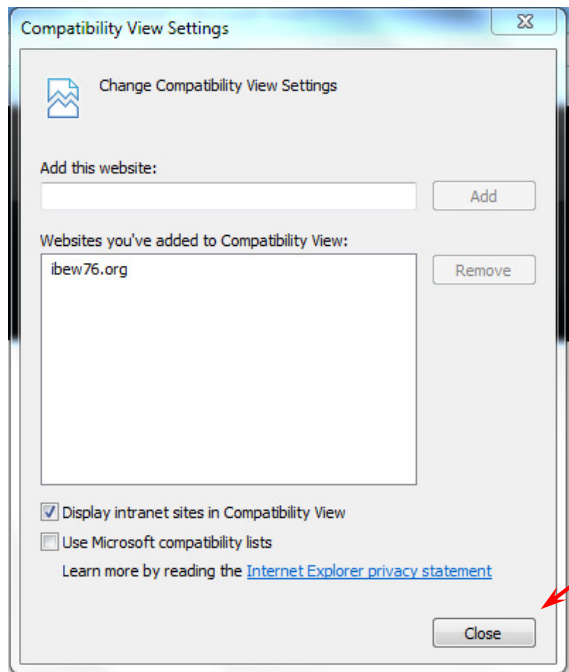 Compatibility View Settings
Change Compatibility View Settings
Add this website:
Add
Websites you've added to Compatibility View:
ibew76.org
Remove
Display intranet sites in Compatibility View
Use Microsoft compatibility lists
Learn more by reading the Internet Explorer privacy statement
Close